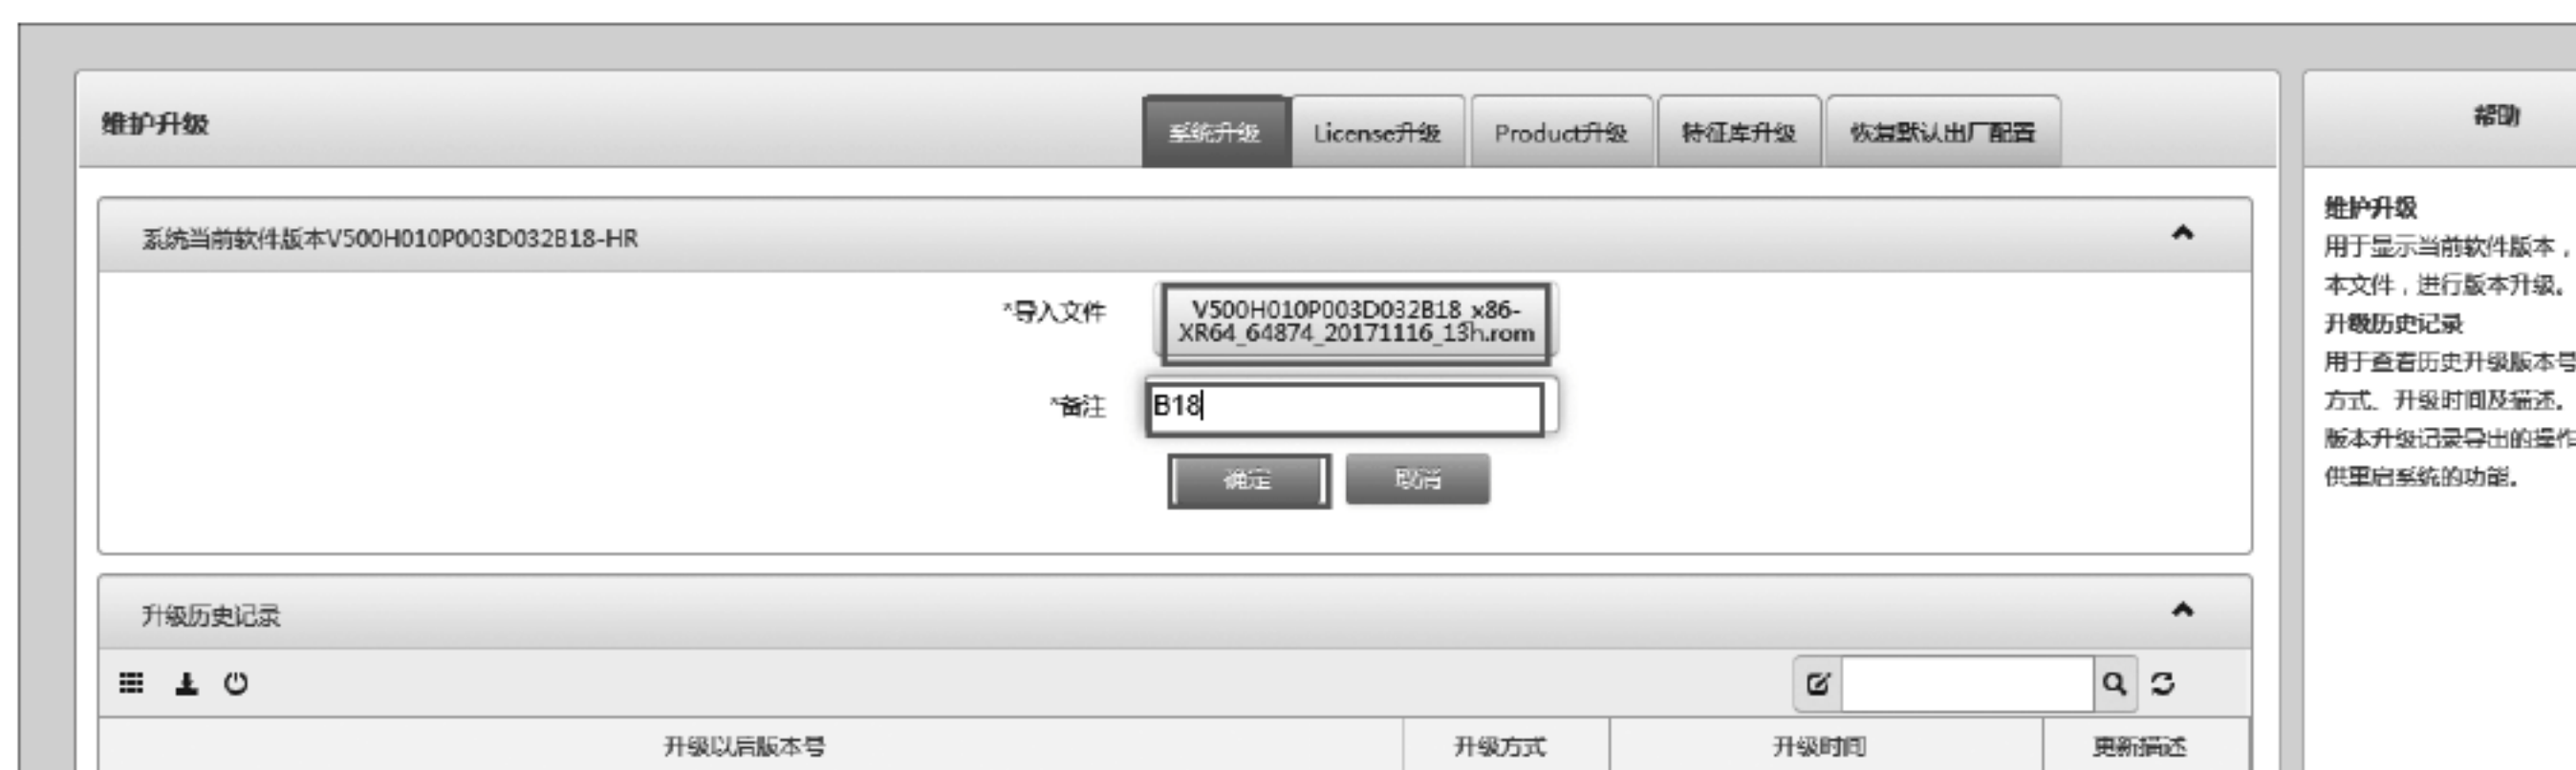 维护升级
系统升级
License升级
Product升级
特征库升级
恢复默认出厂配置
系统当前软件版本V500H010P003D032B18-HR
*导入文件
V500H010P003D032B18_x86-
XR64_64874_20171116_13h.rom
*备注
B18
确定
取消
升级历史记录
升级以后版本号
升级方式
升级时间
更新描述
帮助
维护升级
用于显示当前软件版本，
本文件，进行版本升级。
升级历史记录
用于查看历史升级版本号
方式、升级时间及描述。
版本升级记录导出的操作
供重启系统的功能。